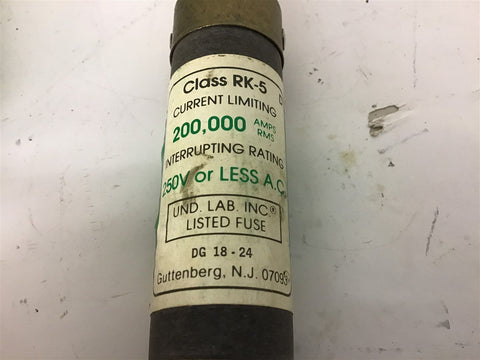 Class RK-5
CURRENT LIMITING
200,000 AMPS RMS
INTERRUPTING RATING
250V or LESS A.C.
UND. LAB. INC®
LISTED FUSE
DG 18-24
Guttenberg, N.J. 07093